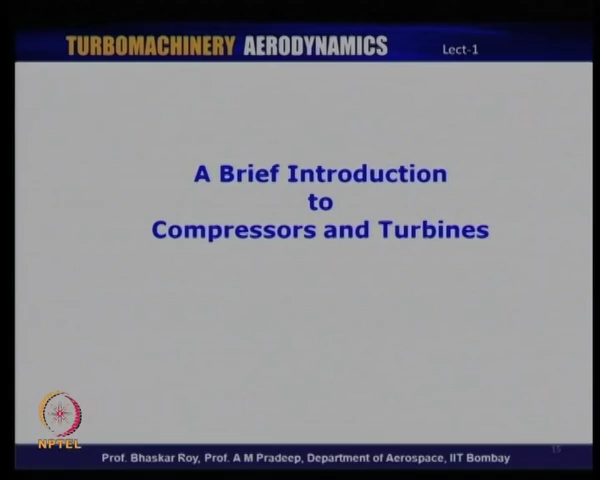 TURBOMACHINERY AERODYNAMICS Lect-1
A Brief Introduction
to
Compressors and Turbines
NPTEL
Prof. Bhaskar Roy, Prof. A M Pradeep, Department of Aerospace, IIT Bombay
15